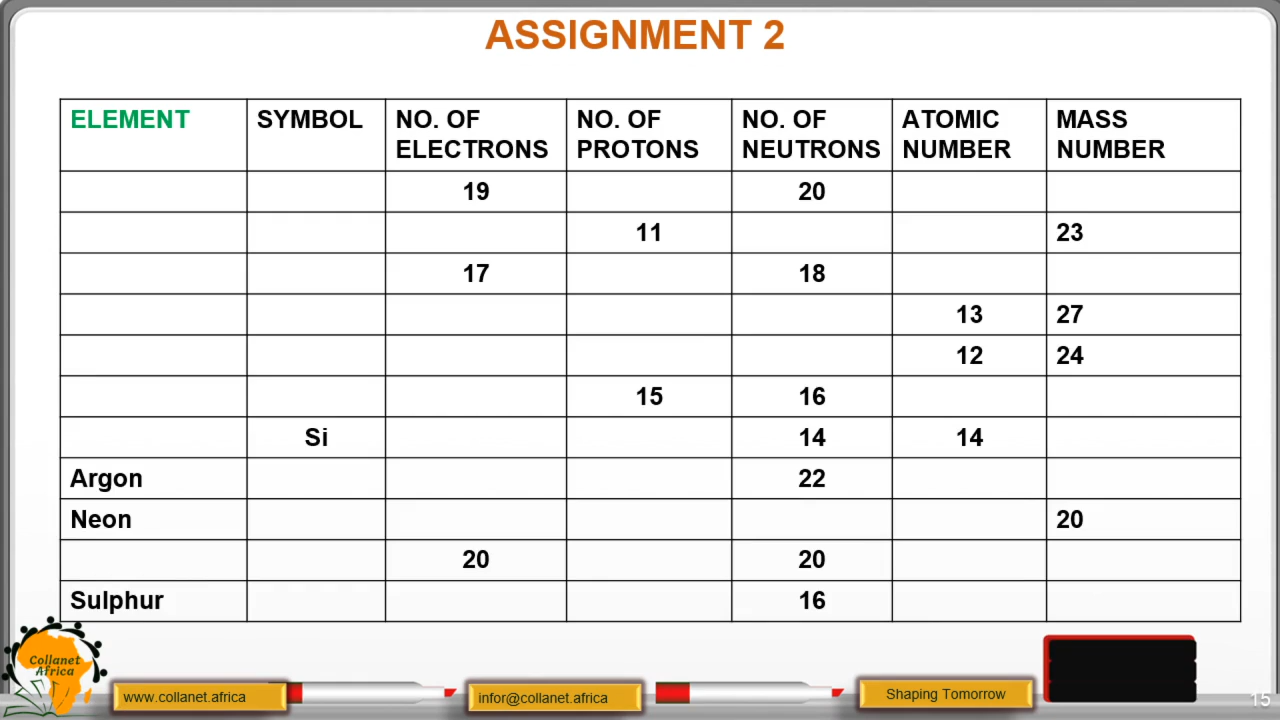 ASSIGNMENT 2
ELEMENT SYMBOL NO. OF ELECTRONS NO. OF PROTONS NO. OF NEUTRONS ATOMIC NUMBER MASS NUMBER
19 20
11 23
17 18
13 27
12 24
15 16
Si 14 14
Argon 22
Neon 20
20 20
Sulphur 16
Collanet
Africa
www.collanet.africa
infor@collanet.africa
Shaping Tomorrow
15